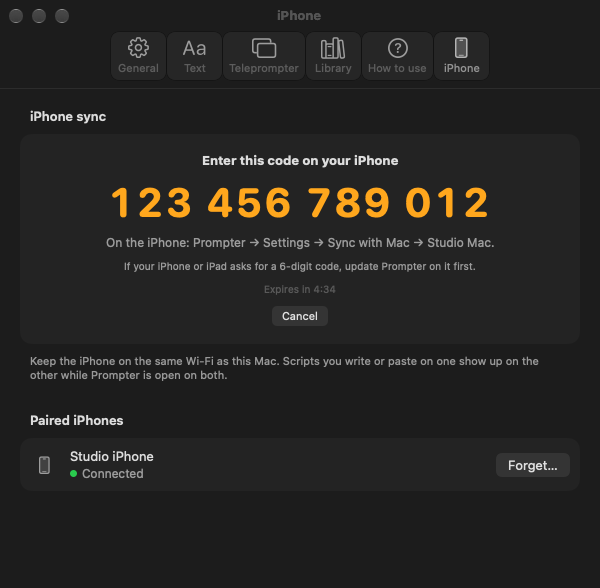 iPhone
General
Aa
Text
Teleprompter
Library
?
How to use
iPhone
iPhone sync
Enter this code on your iPhone
123 456 789 012
On the iPhone: Prompter → Settings → Sync with Mac → Studio Mac.
If your iPhone or iPad asks for a 6-digit code, update Prompter on it first.
Expires in 4:34
Cancel
Keep the iPhone on the same Wi-Fi as this Mac. Scripts you write or paste on one show up on the
other while Prompter is open on both.
Paired iPhones
Studio iPhone
Connected
Forget...